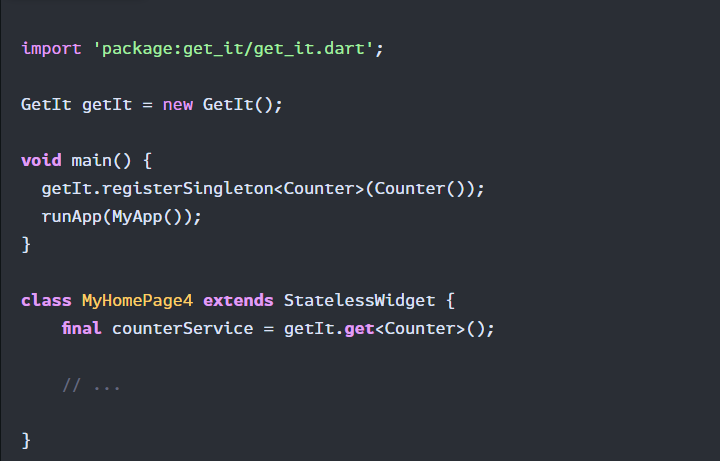 import 'package:get_it/get_it.dart';
GetIt getIt = new GetIt();
void main() {
  getIt.registerSingleton<Counter>(Counter());
  runApp(MyApp());
}
class MyHomePage4 extends StatelessWidget {
    final counterService = getIt.get<Counter>();
    // ...
}